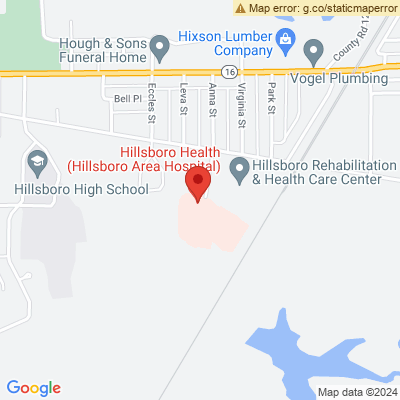 Map error: g.co/staticmaperror
Hixson Lumber
Company
Hough & Sons
Funeral Home
County Rd 12
16
Vogel Plumbing
Bell Pl
Eccles St
Leva St
Anna St
Virginia St
Park St
Hillsboro Health
(Hillsboro Area Hospital)
Hillsboro Rehabilitation
& Health Care Center
Hillsboro High School
Google
Map data ©2024